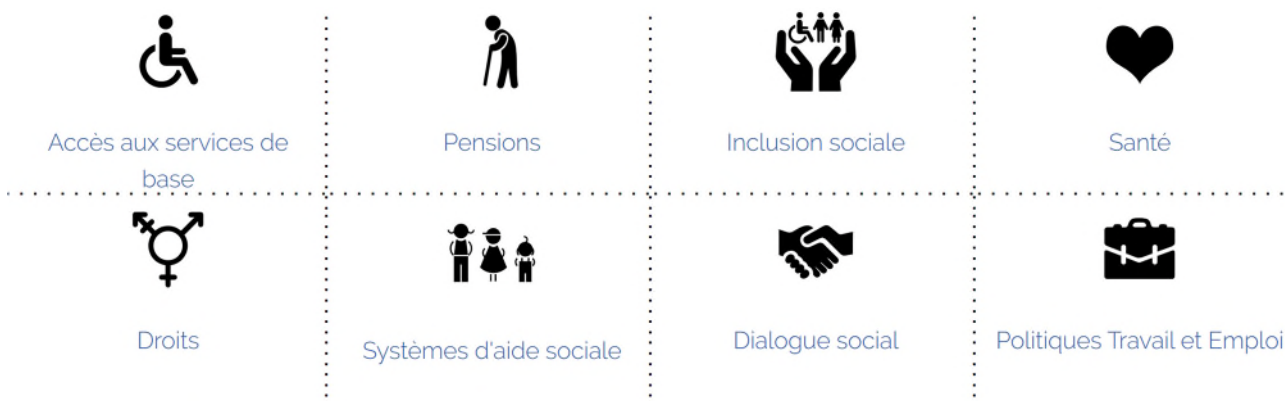 Accès aux services de
base
Pensions
Inclusion sociale
Santé
Droits
Systèmes d'aide sociale
Dialogue social
Politiques Travail et Emploi